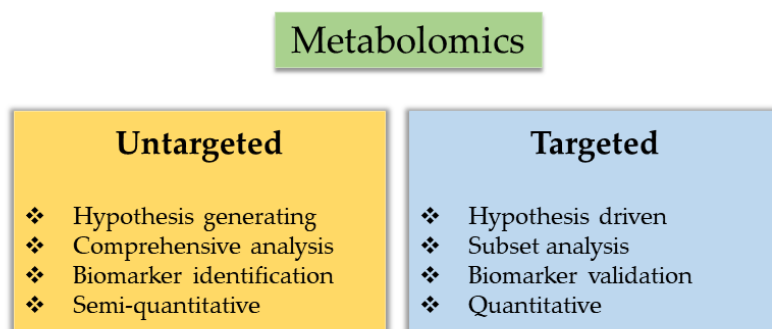 Metabolomics
Untargeted
❖ Hypothesis generating
❖ Comprehensive analysis
❖ Biomarker identification
❖ Semi-quantitative
Targeted
❖ Hypothesis driven
❖ Subset analysis
❖ Biomarker validation
❖ Quantitative